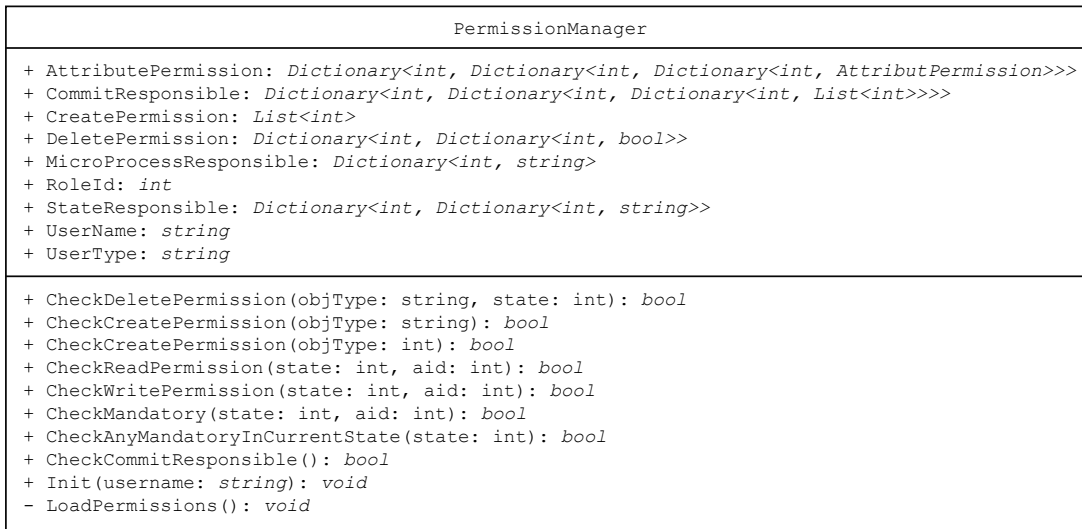 PermissionManager
+ AttributePermission: Dictionary<int, Dictionary<int, Dictionary<int, AttributPermission>>>
+ CommitResponsible: Dictionary<int, Dictionary<int, Dictionary<int, List<int>>>>
+ CreatePermission: List<int>
+ DeletePermission: Dictionary<int, Dictionary<int, bool>>
+ MicroProcessResponsible: Dictionary<int, string>
+ RoleId: int
+ StateResponsible: Dictionary<int, Dictionary<int, string>>
+ UserName: string
+ UserType: string
+ CheckDeletePermission(objType: string, state: int): bool
+ CheckCreatePermission(objType: string): bool
+ CheckCreatePermission(objType: int): bool
+ CheckReadPermission(state: int, aid: int): bool
+ CheckWritePermission(state: int, aid: int): bool
+ CheckMandatory(state: int, aid: int): bool
+ CheckAnyMandatoryInCurrentState(state: int): bool
+ CheckCommitResponsible(): bool
+ Init(username: string): void
- LoadPermissions(): void